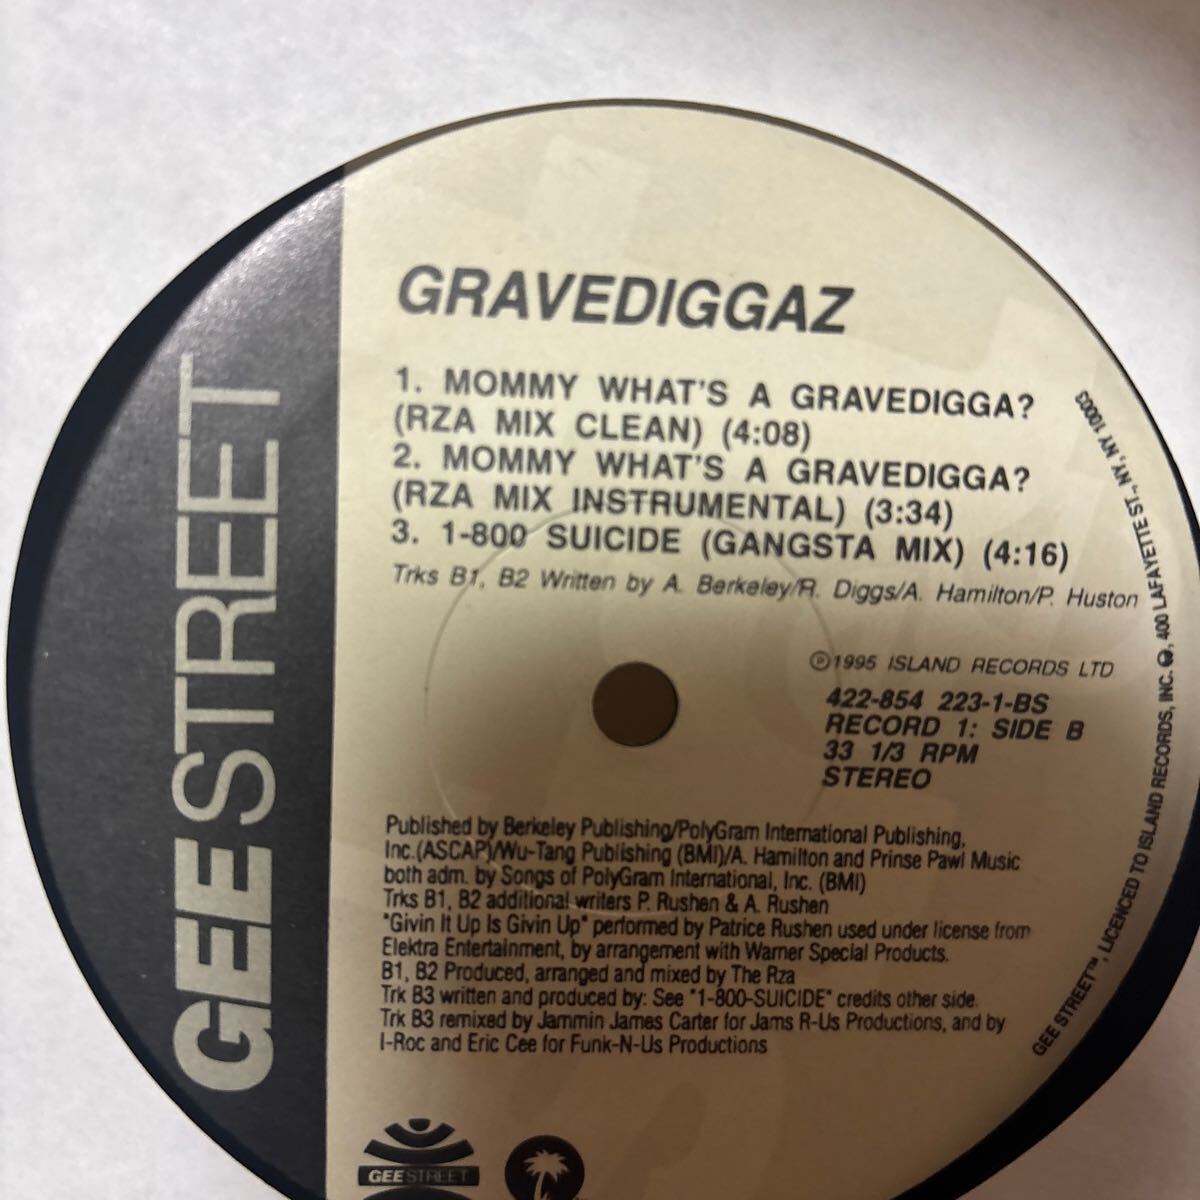 GEE STREET
GRAVEDIGGAZ
1. MOMMY WHAT'S A GRAVEDIGGA?
(RZA MIX CLEAN) (4:08)
2. MOMMY WHAT'S A GRAVEDIGGA?
(RZA MIX INSTRUMENTAL) (3:34)
3. 1-800 SUICIDE (GANGSTA MIX) (4:16)
Trks B1, B2 Written by A. Berkeley/R. Diggs/A. Hamilton/P. Huston
℗1995 ISLAND RECORDS LTD
422-854 223-1-BS
RECORD 1: SIDE B
33 1/3 RPM
STEREO
Published by Berkeley Publishing/PolyGram International Publishing,
Inc.(ASCAP)/Wu-Tang Publishing (BMI)/A. Hamilton and Prinse Pawl Music
both adm. by Songs of PolyGram International, Inc. (BMI)
Trks B1, B2 additional writers P. Rushen & A. Rushen
"Givin It Up Is Givin Up" performed by Patrice Rushen used under license from
Elektra Entertainment, by arrangement with Warner Special Products.
B1, B2 Produced, arranged and mixed by The Rza
Trk B3 written and produced by: See "1-800-SUICIDE" credits other side.
Trk B3 remixed by Jammin James Carter for Jams R-Us Productions, and by
I-Roc and Eric Cee for Funk-N-Us Productions
GEE STREET™, LICENCED TO ISLAND RECORDS, INC. , 400 LAFAYETTE ST., NY, NY 10003
GEE STREET